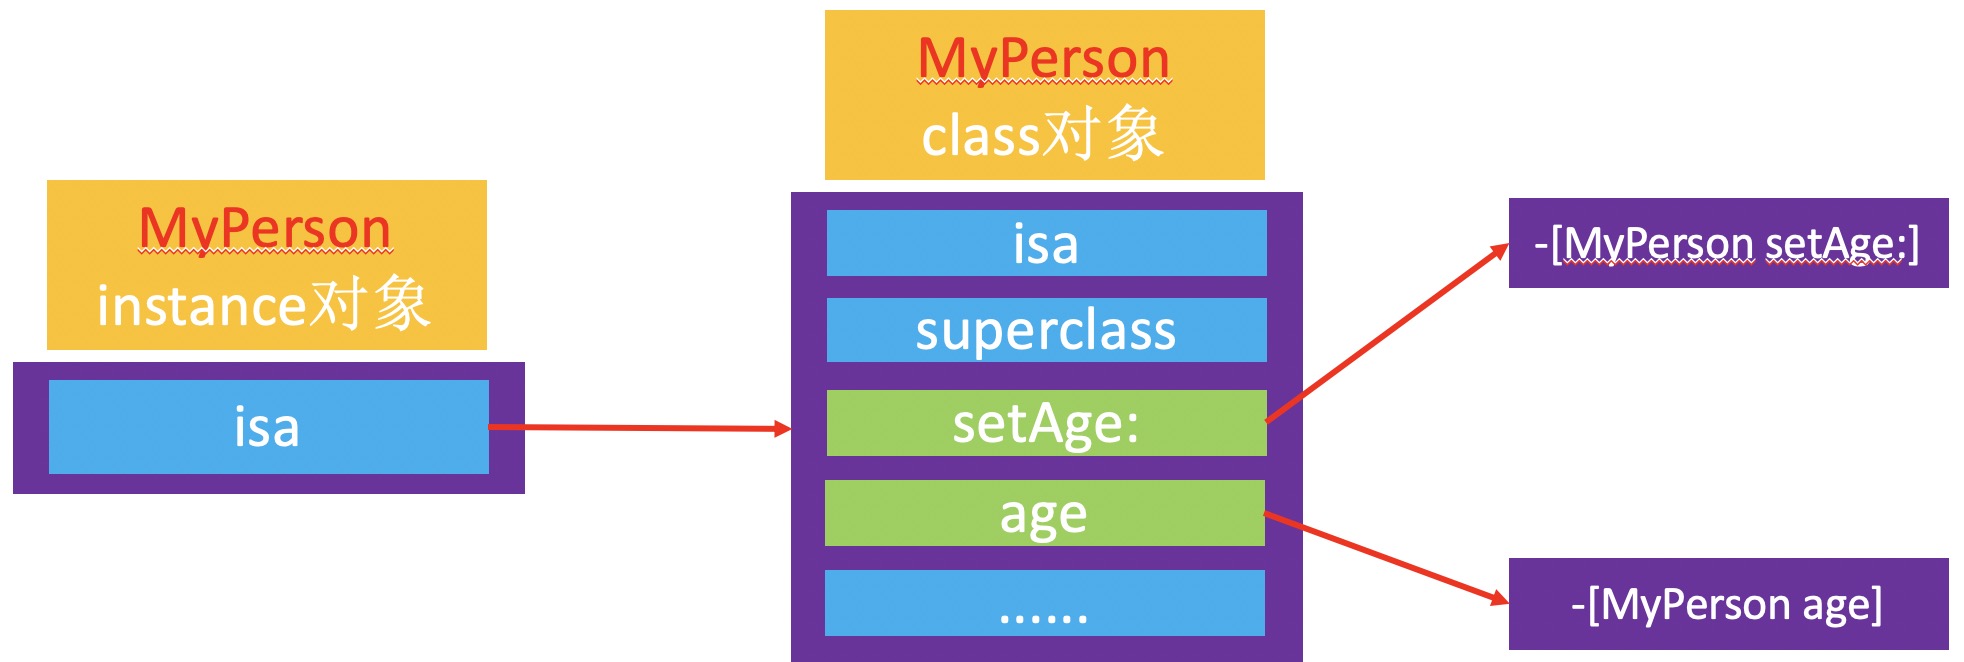 MyPerson
instance对象
isa
MyPerson
class对象
isa
superclass
setAge:
age
......
-[MyPerson setAge:]
-[MyPerson age]